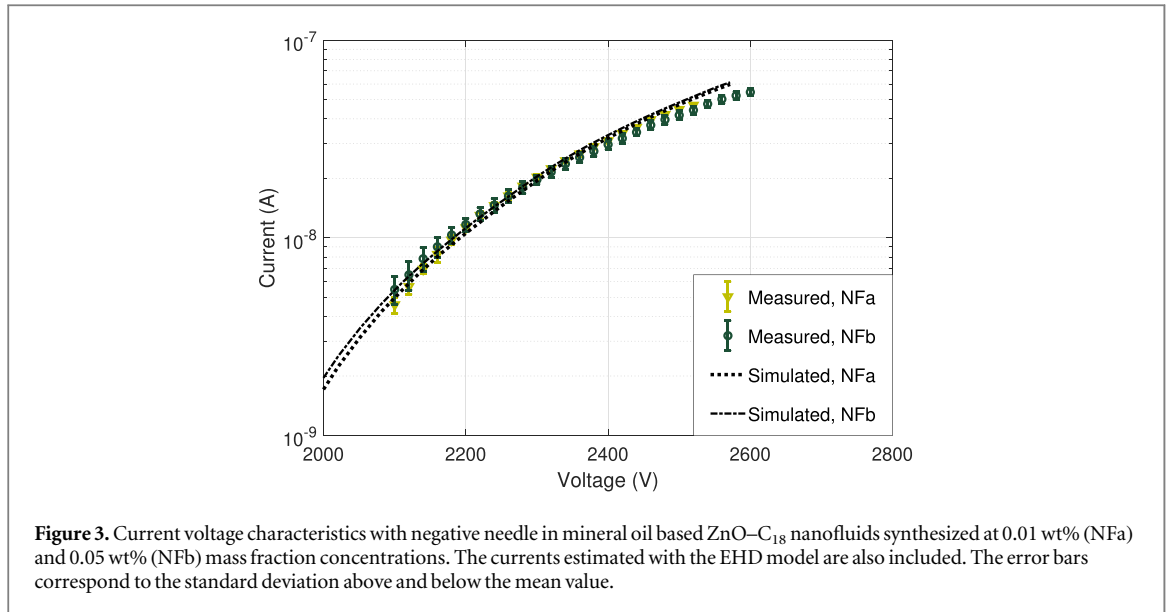 10⁻⁷
10⁻⁸
10⁻⁹
Current (A)
Measured, NFa
Measured, NFb
Simulated, NFa
Simulated, NFb
2000 2200 2400 2600 2800
Voltage (V)
Figure 3. Current voltage characteristics with negative needle in mineral oil based ZnO–C₁₈ nanofluids synthesized at 0.01 wt% (NFa)
and 0.05 wt% (NFb) mass fraction concentrations. The currents estimated with the EHD model are also included. The error bars
correspond to the standard deviation above and below the mean value.